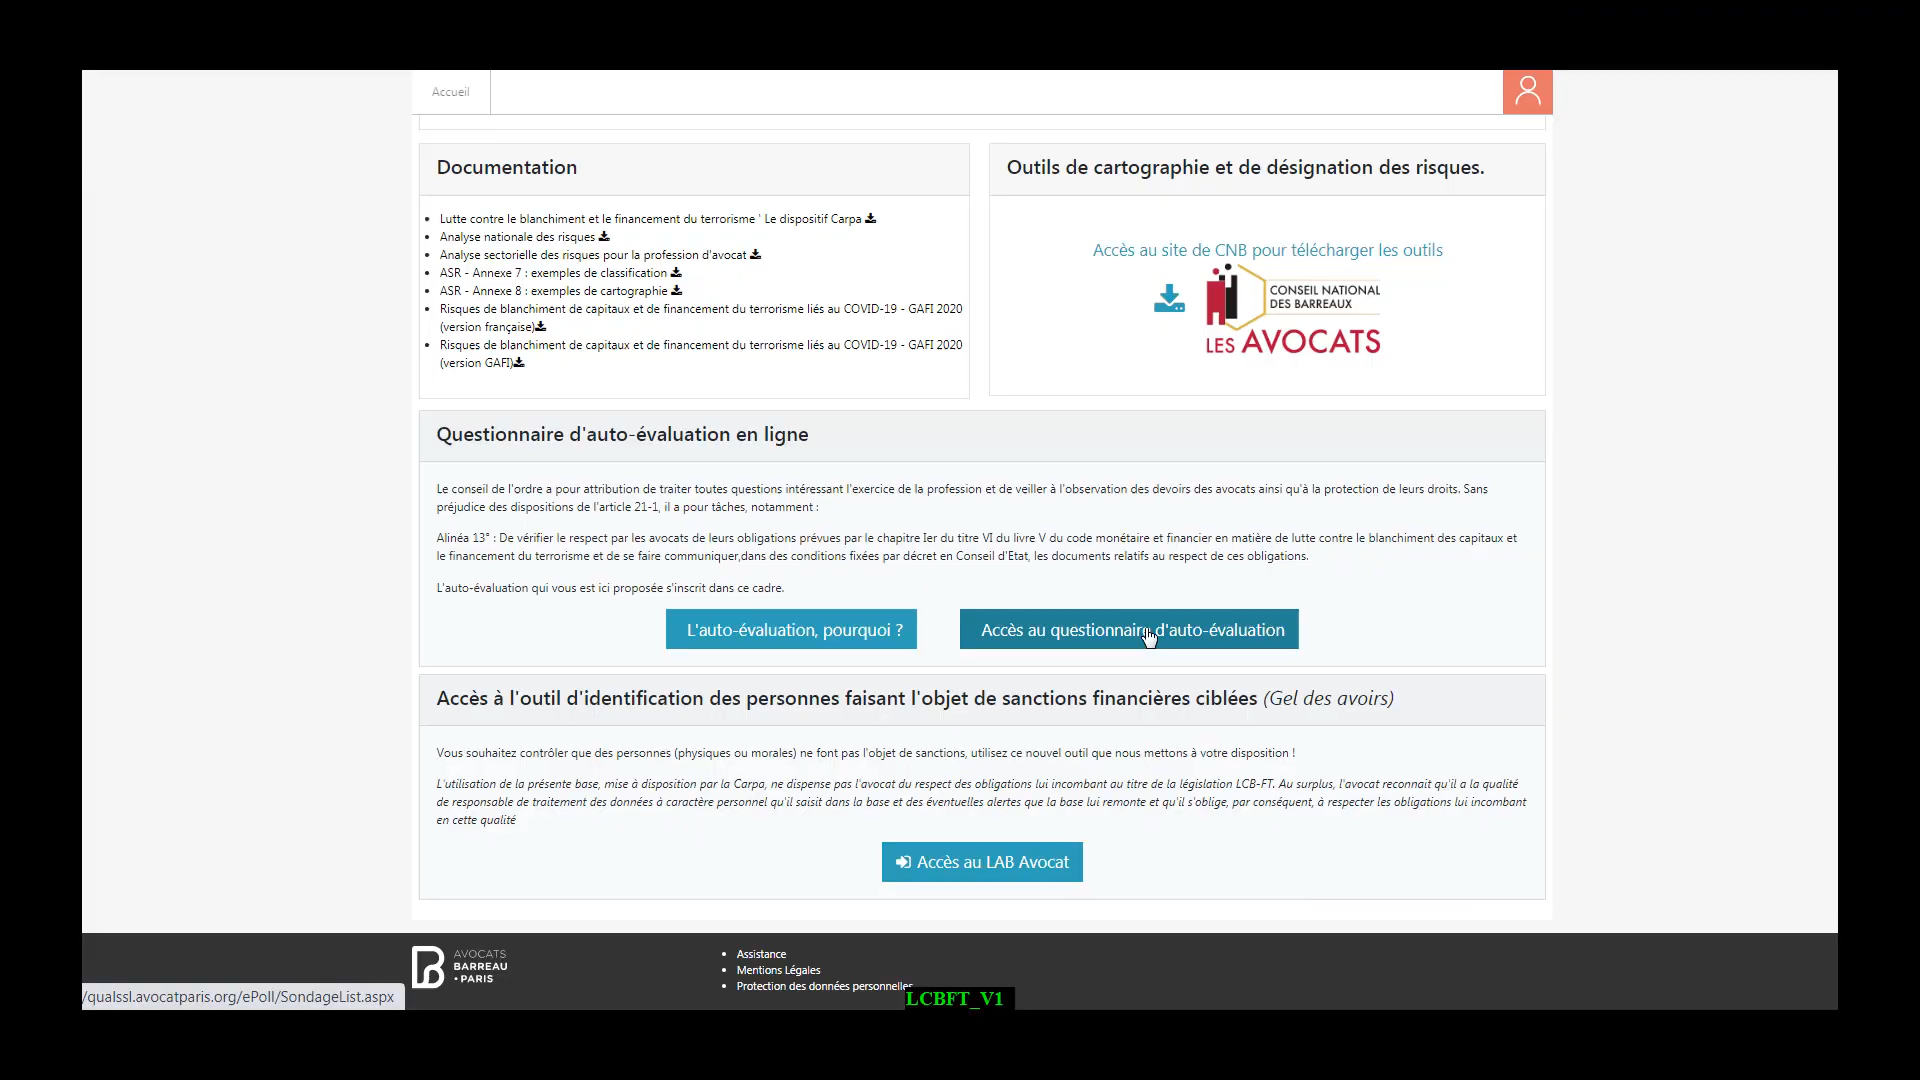 Accueil
Documentation
Lutte contre le blanchiment et le financement du terrorisme ' Le dispositif Carpa
Analyse nationale des risques
Analyse sectorielle des risques pour la profession d'avocat
ASR - Annexe 7 : exemples de classification
ASR - Annexe 8 : exemples de cartographie
Risques de blanchiment de capitaux et de financement du terrorisme liés au COVID-19 - GAFI 2020
(version française)
Risques de blanchiment de capitaux et de financement du terrorisme liés au COVID-19 - GAFI 2020
(version GAFI)
Outils de cartographie et de désignation des risques.
Accès au site de CNB pour télécharger les outils
CONSEIL NATIONAL
DES BARREAUX
LES AVOCATS
Questionnaire d'auto-évaluation en ligne
Le conseil de l'ordre a pour attribution de traiter toutes questions intéressant l'exercice de la profession et de veiller à l'observation des devoirs des avocats ainsi qu'à la protection de leurs droits. Sans
préjudice des dispositions de l'article 21-1, il a pour tâches, notamment :
Alinéa 13° : De vérifier le respect par les avocats de leurs obligations prévues par le chapitre Ier du titre VI du livre V du code monétaire et financier en matière de lutte contre le blanchiment des capitaux et
le financement du terrorisme et de se faire communiquer,dans des conditions fixées par décret en Conseil d'Etat, les documents relatifs au respect de ces obligations.
L'auto-évaluation qui vous est ici proposée s'inscrit dans ce cadre.
L'auto-évaluation, pourquoi ?
Accès au questionnaire d'auto-évaluation
Accès à l'outil d'identification des personnes faisant l'objet de sanctions financières ciblées (Gel des avoirs)
Vous souhaitez contrôler que des personnes (physiques ou morales) ne font pas l'objet de sanctions, utilisez ce nouvel outil que nous mettons à votre disposition !
L'utilisation de la présente base, mise à disposition par la Carpa, ne dispense pas l'avocat du respect des obligations lui incombant au titre de la législation LCB-FT. Au surplus, l'avocat reconnait qu'il a la qualité
de responsable de traitement des données à caractère personnel qu'il saisit dans la base et des éventuelles alertes que la base lui remonte et qu'il s'oblige, par conséquent, à respecter les obligations lui incombant
en cette qualité
Accès au LAB Avocat
AVOCATS
BARREAU
• PARIS
Assistance
Mentions Légales
Protection des données personnelles
/qualssl.avocatparis.org/ePoll/SondageList.aspx
LCBFT_V1